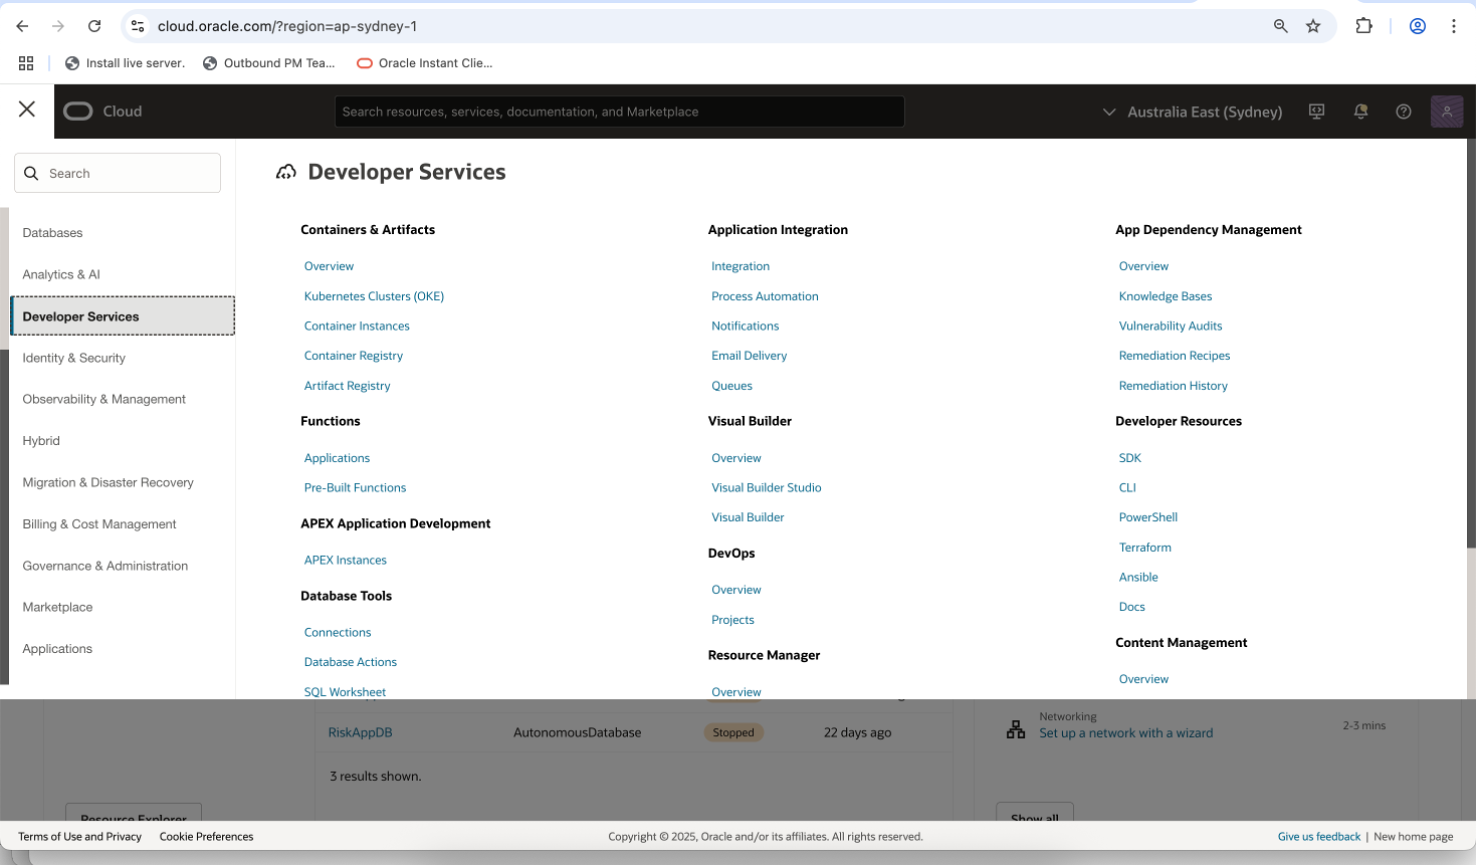 cloud.oracle.com/?region=ap-sydney-1
Install live server.
Outbound PM Tea...
Oracle Instant Clie...
Cloud
Search resources, services, documentation, and Marketplace
Australia East (Sydney)
Search
Databases
Analytics & AI
Developer Services
Identity & Security
Observability & Management
Hybrid
Migration & Disaster Recovery
Billing & Cost Management
Governance & Administration
Marketplace
Applications
Developer Services
Containers & Artifacts
Overview
Kubernetes Clusters (OKE)
Container Instances
Container Registry
Artifact Registry
Functions
Applications
Pre-Built Functions
APEX Application Development
APEX Instances
Database Tools
Connections
Database Actions
SQL Worksheet
Application Integration
Integration
Process Automation
Notifications
Email Delivery
Queues
Visual Builder
Overview
Visual Builder Studio
Visual Builder
DevOps
Overview
Projects
Resource Manager
Overview
App Dependency Management
Overview
Knowledge Bases
Vulnerability Audits
Remediation Recipes
Remediation History
Developer Resources
SDK
CLI
PowerShell
Terraform
Ansible
Docs
Content Management
Overview
RiskAppDB AutonomousDatabase Stopped 22 days ago
3 results shown.
Networking
Set up a network with a wizard
2-3 mins
Resource Explorer
Show all
Terms of Use and Privacy Cookie Preferences
Copyright © 2025, Oracle and/or its affiliates. All rights reserved.
Give us feedback | New home page